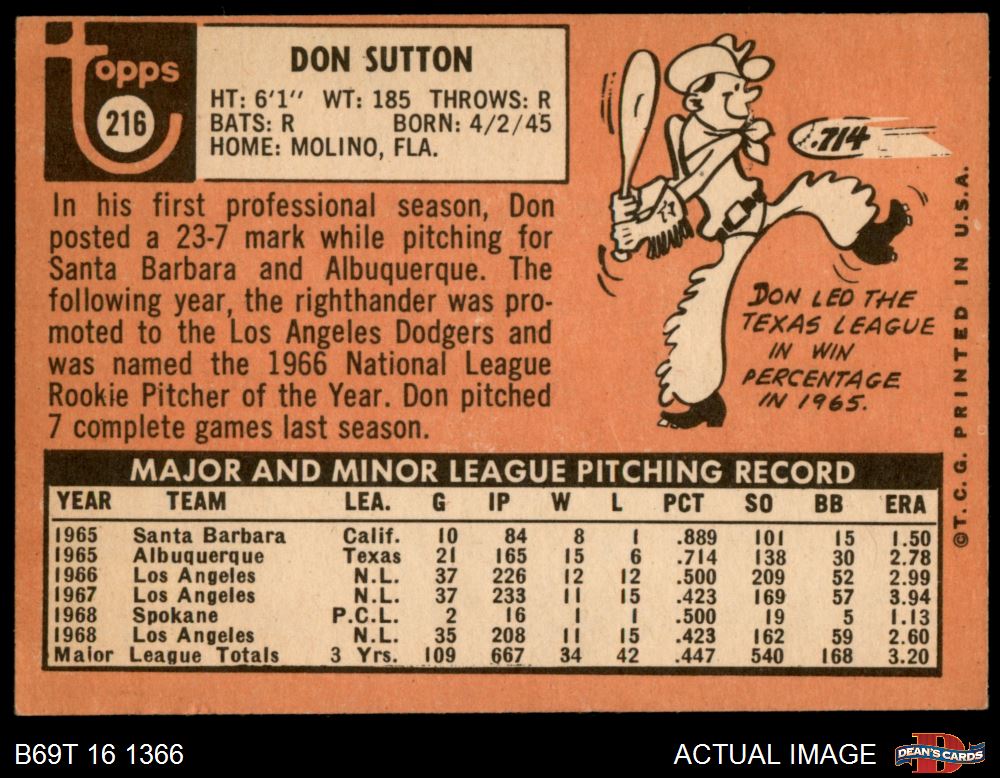 topps
216
DON SUTTON
HT: 6'1" WT: 185 THROWS: R
BATS: R BORN: 4/2/45
HOME: MOLINO, FLA.
In his first professional season, Don
posted a 23-7 mark while pitching for
Santa Barbara and Albuquerque. The
following year, the righthander was pro-
moted to the Los Angeles Dodgers and
was named the 1966 National League
Rookie Pitcher of the Year. Don pitched
7 complete games last season.
.714
DON LED THE
TEXAS LEAGUE
IN WIN
PERCENTAGE
IN 1965.
©T. C. G. PRINTED IN U.S.A.
MAJOR AND MINOR LEAGUE PITCHING RECORD
YEAR TEAM LEA. G IP W L PCT SO BB ERA
1965 Santa Barbara Calif. 10 84 8 1 .889 101 15 1.50
1965 Albuquerque Texas 21 165 15 6 .714 138 30 2.78
1966 Los Angeles N.L. 37 226 12 12 .500 209 52 2.99
1967 Los Angeles N.L. 37 233 11 15 .423 169 57 3.94
1968 Spokane P.C.L. 2 16 1 1 .500 19 5 1.13
1968 Los Angeles N.L. 35 208 11 15 .423 162 59 2.60
Major League Totals 3 Yrs. 109 667 34 42 .447 540 168 3.20
B69T 16 1366
ACTUAL IMAGE
D
DEAN'S CARDS